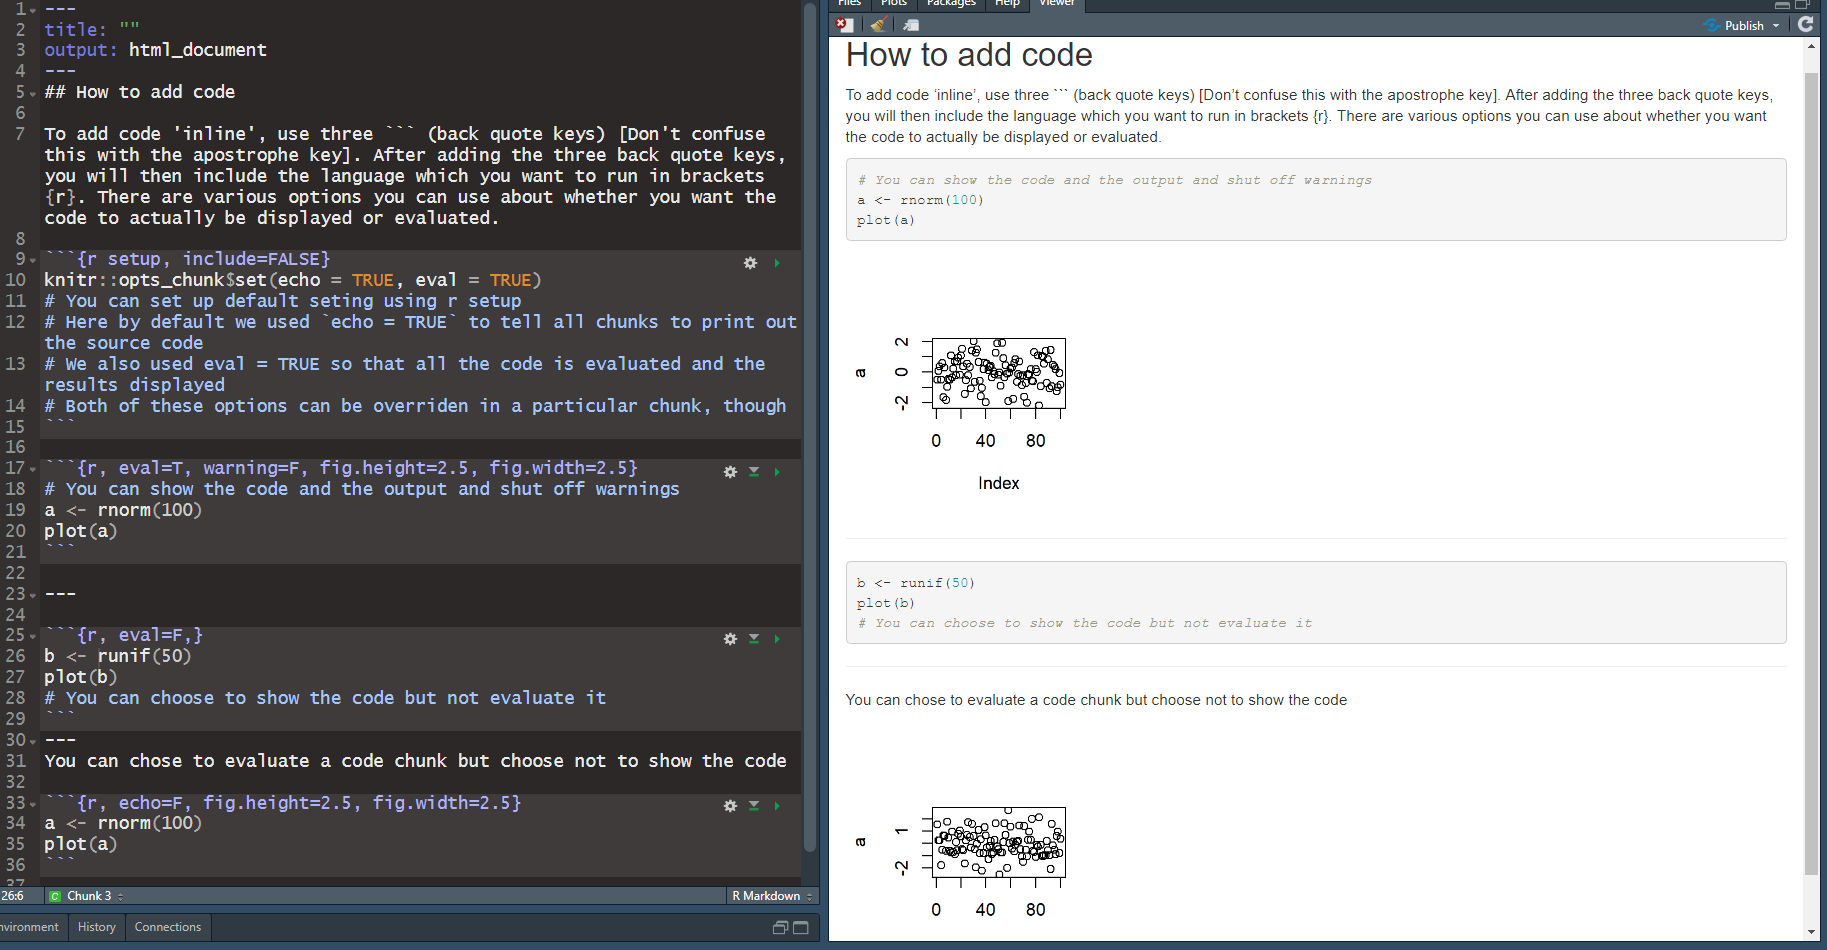 1 ---
2 title: ""
3 output: html_document
4 ---
5 ## How to add code
6
7 To add code 'inline', use three ``` (back quote keys) [Don't confuse
this with the apostrophe key]. After adding the three back quote keys,
you will then include the language which you want to run in brackets
{r}. There are various options you can use about whether you want the
code to actually be displayed or evaluated.
8
9 ```{r setup, include=FALSE}
10 knitr::opts_chunk$set(echo = TRUE, eval = TRUE)
11 # You can set up default seting using r setup
12 # Here by default we used `echo = TRUE` to tell all chunks to print out
the source code
13 # We also used eval = TRUE so that all the code is evaluated and the
results displayed
14 # Both of these options can be overriden in a particular chunk, though
15 ```
16
17 ```{r, eval=T, warning=F, fig.height=2.5, fig.width=2.5}
18 # You can show the code and the output and shut off warnings
19 a <- rnorm(100)
20 plot(a)
21 ```
22
23 ---
24
25 ```{r, eval=F,}
26 b <- runif(50)
27 plot(b)
28 # You can choose to show the code but not evaluate it
29 ```
30 ---
31 You can chose to evaluate a code chunk but choose not to show the code
32
33 ```{r, echo=F, fig.height=2.5, fig.width=2.5}
34 a <- rnorm(100)
35 plot(a)
36 ```
37
26:6 C Chunk 3 R Markdown
nvironment History Connections
Files Plots Packages Help Viewer
Publish
How to add code
To add code ‘inline’, use three ``` (back quote keys) [Don’t confuse this with the apostrophe key]. After adding the three back quote keys,
you will then include the language which you want to run in brackets {r}. There are various options you can use about whether you want
the code to actually be displayed or evaluated.
# You can show the code and the output and shut off warnings
a <- rnorm(100)
plot(a)
2
0
-2
a
0 40 80
Index
b <- runif(50)
plot(b)
# You can choose to show the code but not evaluate it
You can chose to evaluate a code chunk but choose not to show the code
1
-2
a
0 40 80